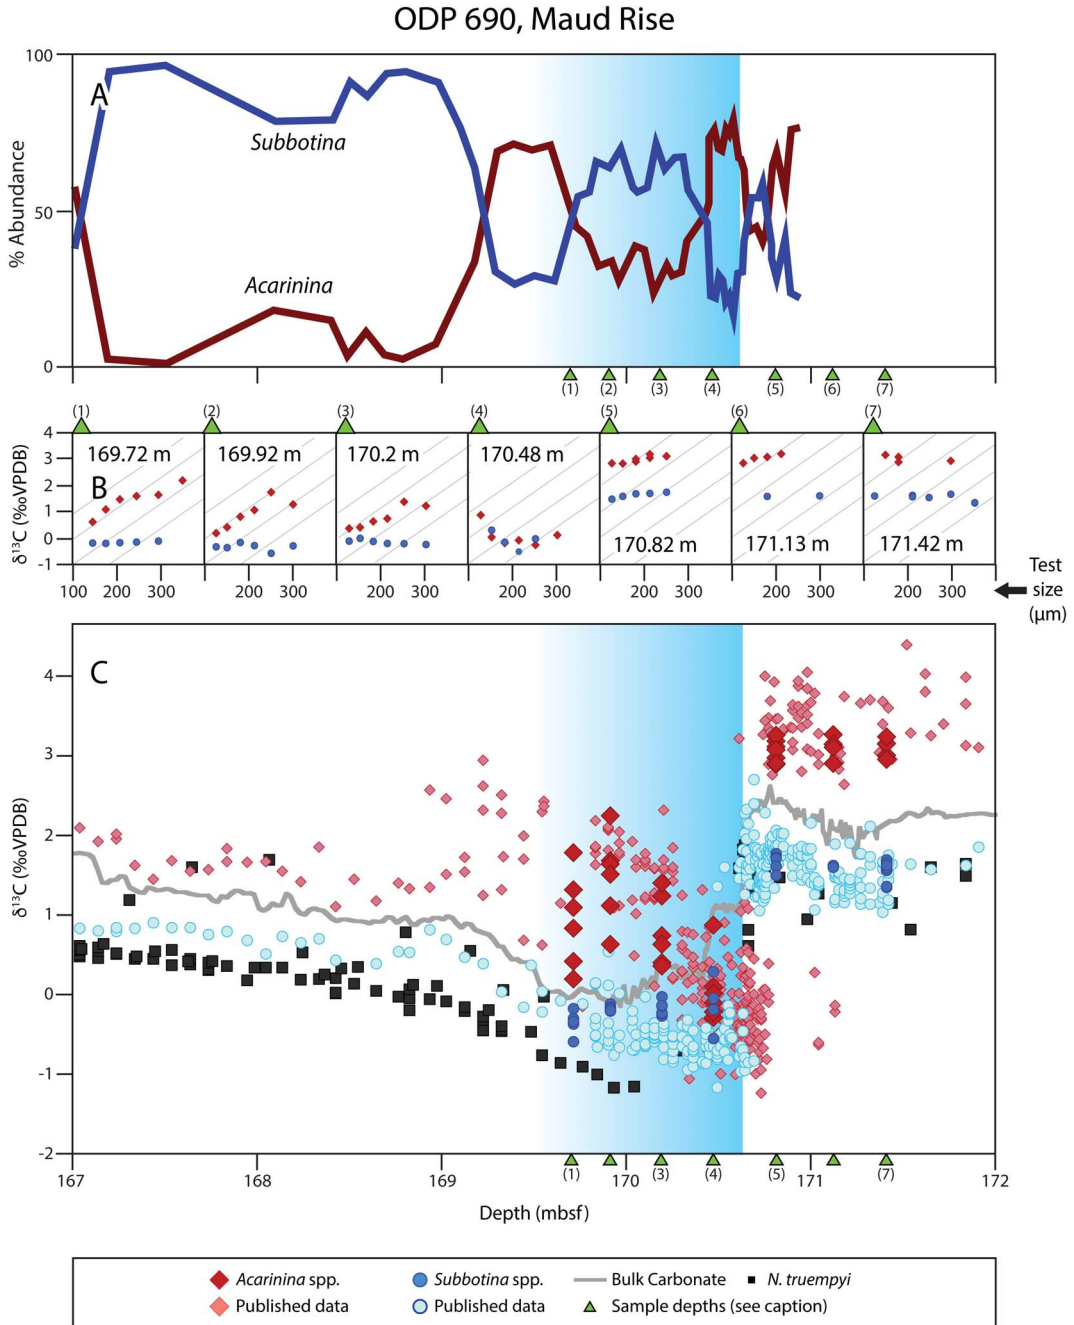 ODP 690, Maud Rise
100
50
0
% Abundance
A
Subbotina
Acarinina
(1) (2) (3) (4) (5) (6) (7)
(1) (2) (3) (4) (5) (6) (7)
4
3
2
1
0
-1
δ¹³C (‰VPDB)
B
169.72 m 169.92 m 170.2 m 170.48 m
170.82 m 171.13 m 171.42 m
100 200 300 200 300 200 300 200 300 200 300 200 300 200 300
Test
size
(µm)
C
4
3
2
1
0
-1
-2
δ¹³C (‰VPDB)
(1) (3) (4) (5) (7)
167 168 169 170 171 172
Depth (mbsf)
Acarinina spp. Subbotina spp. Bulk Carbonate N. truempyi
Published data Published data Sample depths (see caption)